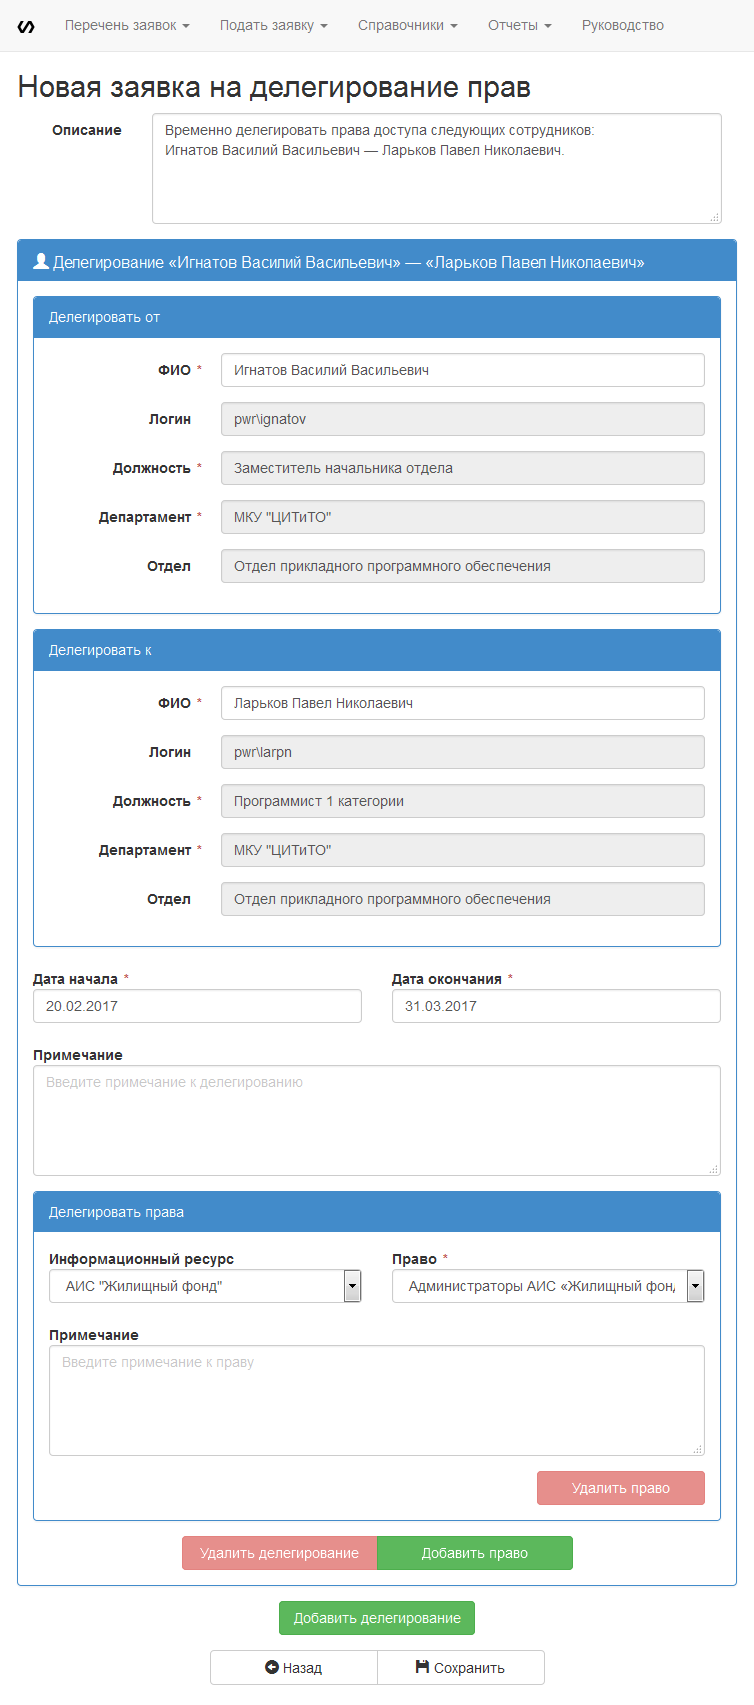 Перечень заявок Подать заявку Справочники Отчеты Руководство
Новая заявка на делегирование прав
Описание
Временно делегировать права доступа следующих сотрудников:
Игнатов Василий Васильевич — Ларьков Павел Николаевич.
Делегирование «Игнатов Василий Васильевич» — «Ларьков Павел Николаевич»
Делегировать от
ФИО * Игнатов Василий Васильевич
Логин pwr\ignatov
Должность * Заместитель начальника отдела
Департамент * МКУ "ЦИТиТО"
Отдел Отдел прикладного программного обеспечения
Делегировать к
ФИО * Ларьков Павел Николаевич
Логин pwr\larpn
Должность * Программист 1 категории
Департамент * МКУ "ЦИТиТО"
Отдел Отдел прикладного программного обеспечения
Дата начала * Дата окончания *
20.02.2017 31.03.2017
Примечание
Введите примечание к делегированию
Делегировать права
Информационный ресурс Право *
АИС "Жилищный фонд" Администраторы АИС «Жилищный фон
Примечание
Введите примечание к праву
Удалить право
Удалить делегирование Добавить право
Добавить делегирование
Назад Сохранить